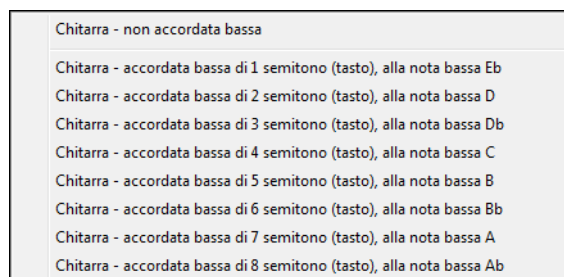 Chitarra - non accordata bassa
Chitarra - accordata bassa di 1 semitono (tasto), alla nota bassa Eb
Chitarra - accordata bassa di 2 semitono (tasto), alla nota bassa D
Chitarra - accordata bassa di 3 semitono (tasto), alla nota bassa Db
Chitarra - accordata bassa di 4 semitono (tasto), alla nota bassa C
Chitarra - accordata bassa di 5 semitono (tasto), alla nota bassa B
Chitarra - accordata bassa di 6 semitono (tasto), alla nota bassa Bb
Chitarra - accordata bassa di 7 semitono (tasto), alla nota bassa A
Chitarra - accordata bassa di 8 semitono (tasto), alla nota bassa Ab